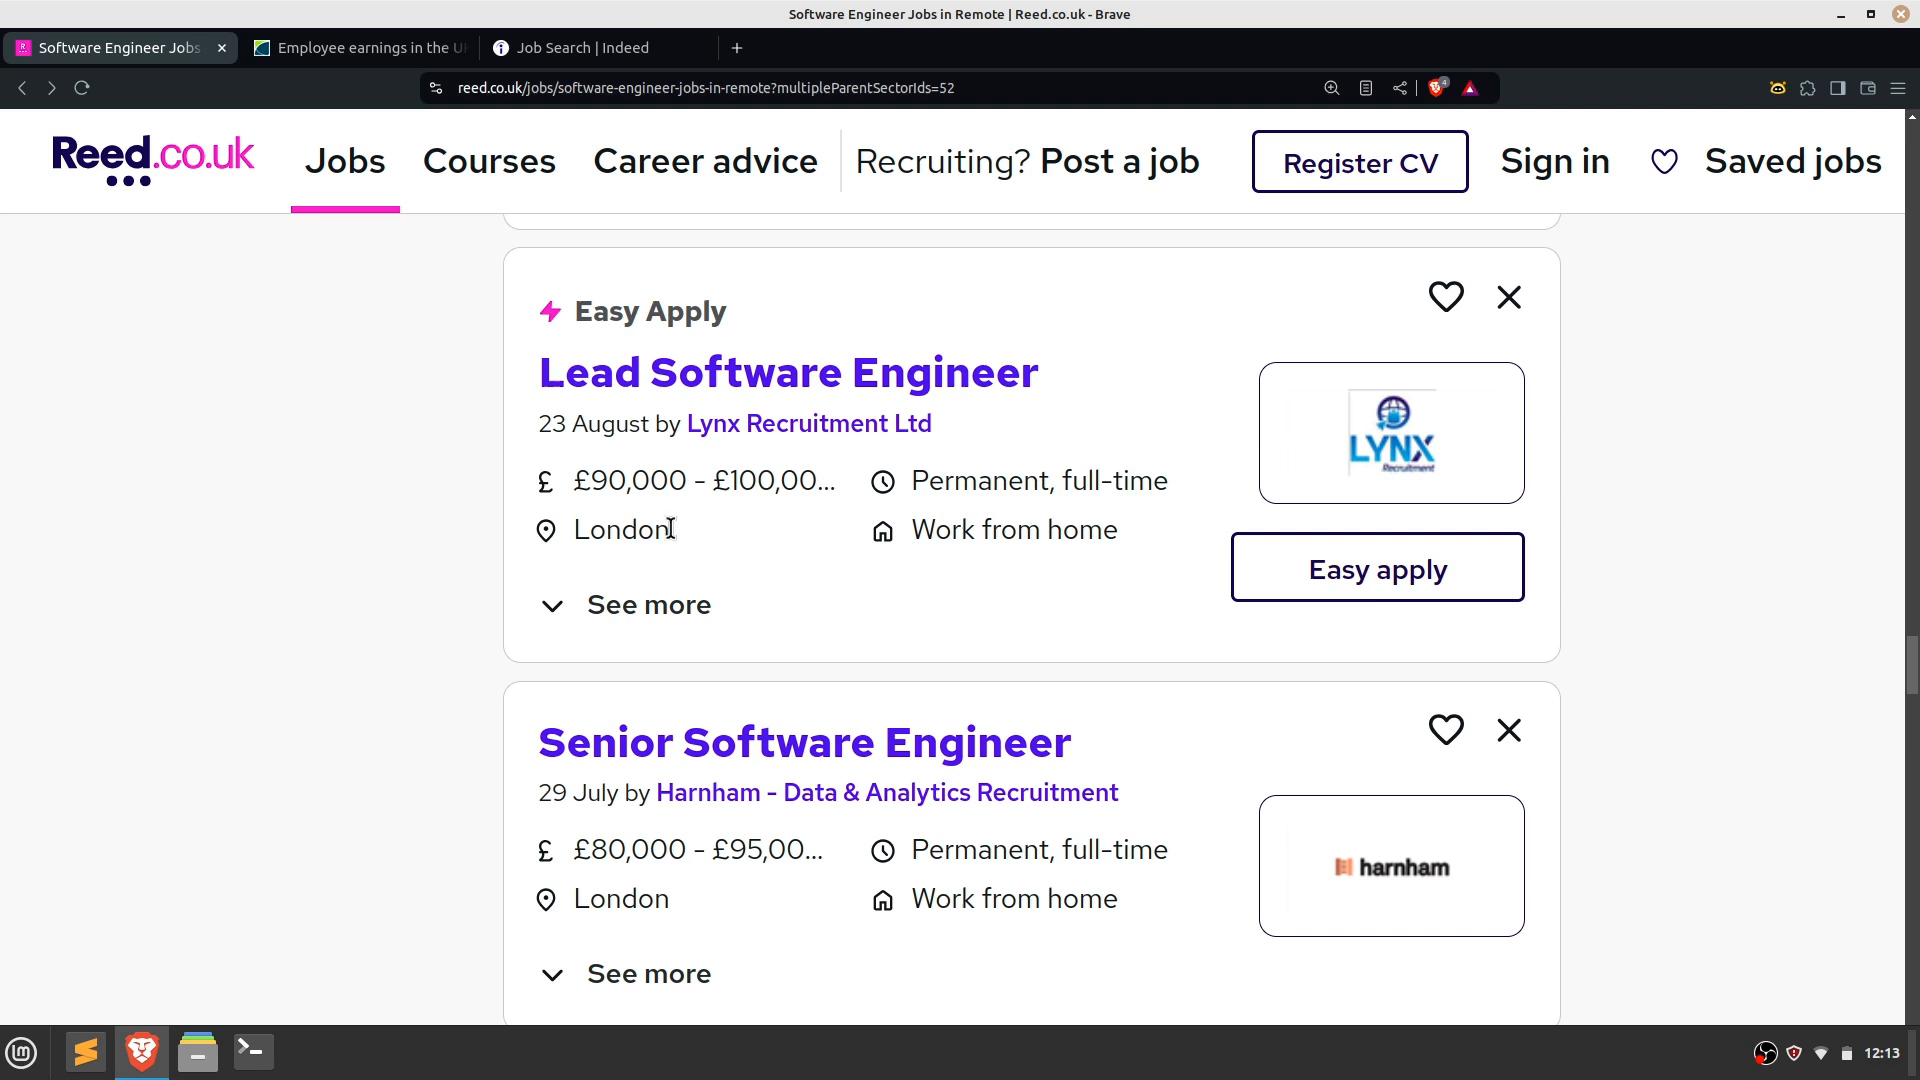 Software Engineer Jobs in Remote | Reed.co.uk - Brave
Software Engineer Jobs
Employee earnings in the U
Job Search | Indeed
reed.co.uk/jobs/software-engineer-jobs-in-remote?multipleParentSectorIds=52
4
Reed.co.uk
Jobs
Courses
Career advice
Recruiting? Post a job
Register CV
Sign in
Saved jobs
Easy Apply
Lead Software Engineer
23 August by Lynx Recruitment Ltd
£90,000 - £100,00...
Permanent, full-time
London
Work from home
LYNX
Recruitment
Easy apply
See more
Senior Software Engineer
29 July by Harnham - Data & Analytics Recruitment
£80,000 - £95,00...
Permanent, full-time
London
Work from home
harnham
See more
12:13